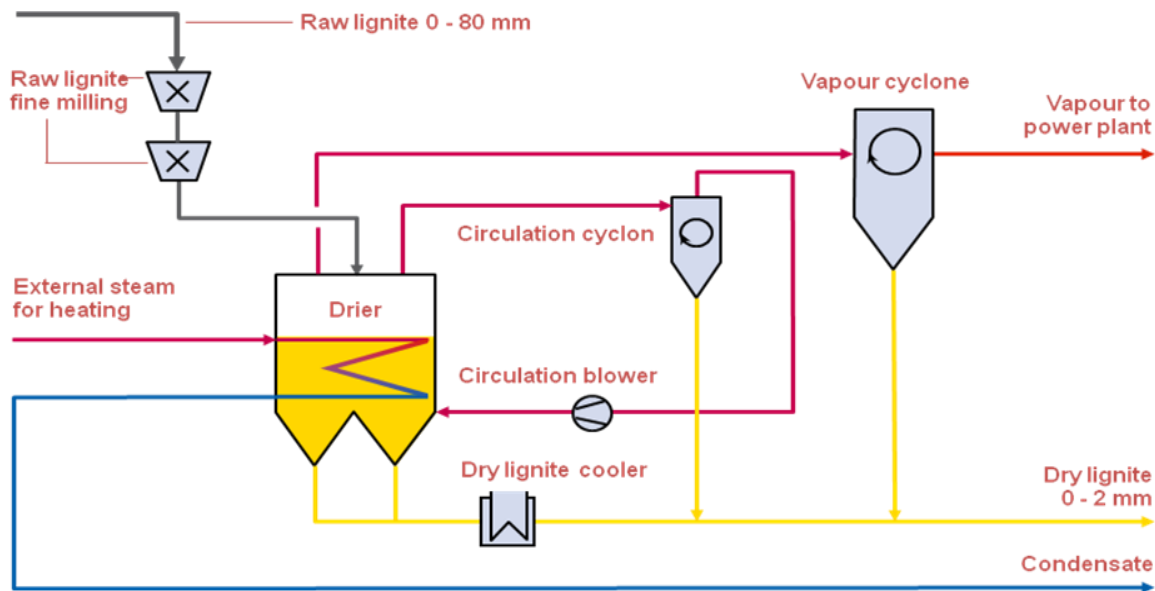 Raw lignite 0 - 80 mm
Raw lignite
fine milling
Vapour cyclone
Vapour to
power plant
Circulation cyclon
External steam
for heating
Drier
Circulation blower
Dry lignite cooler
Dry lignite
0 - 2 mm
Condensate